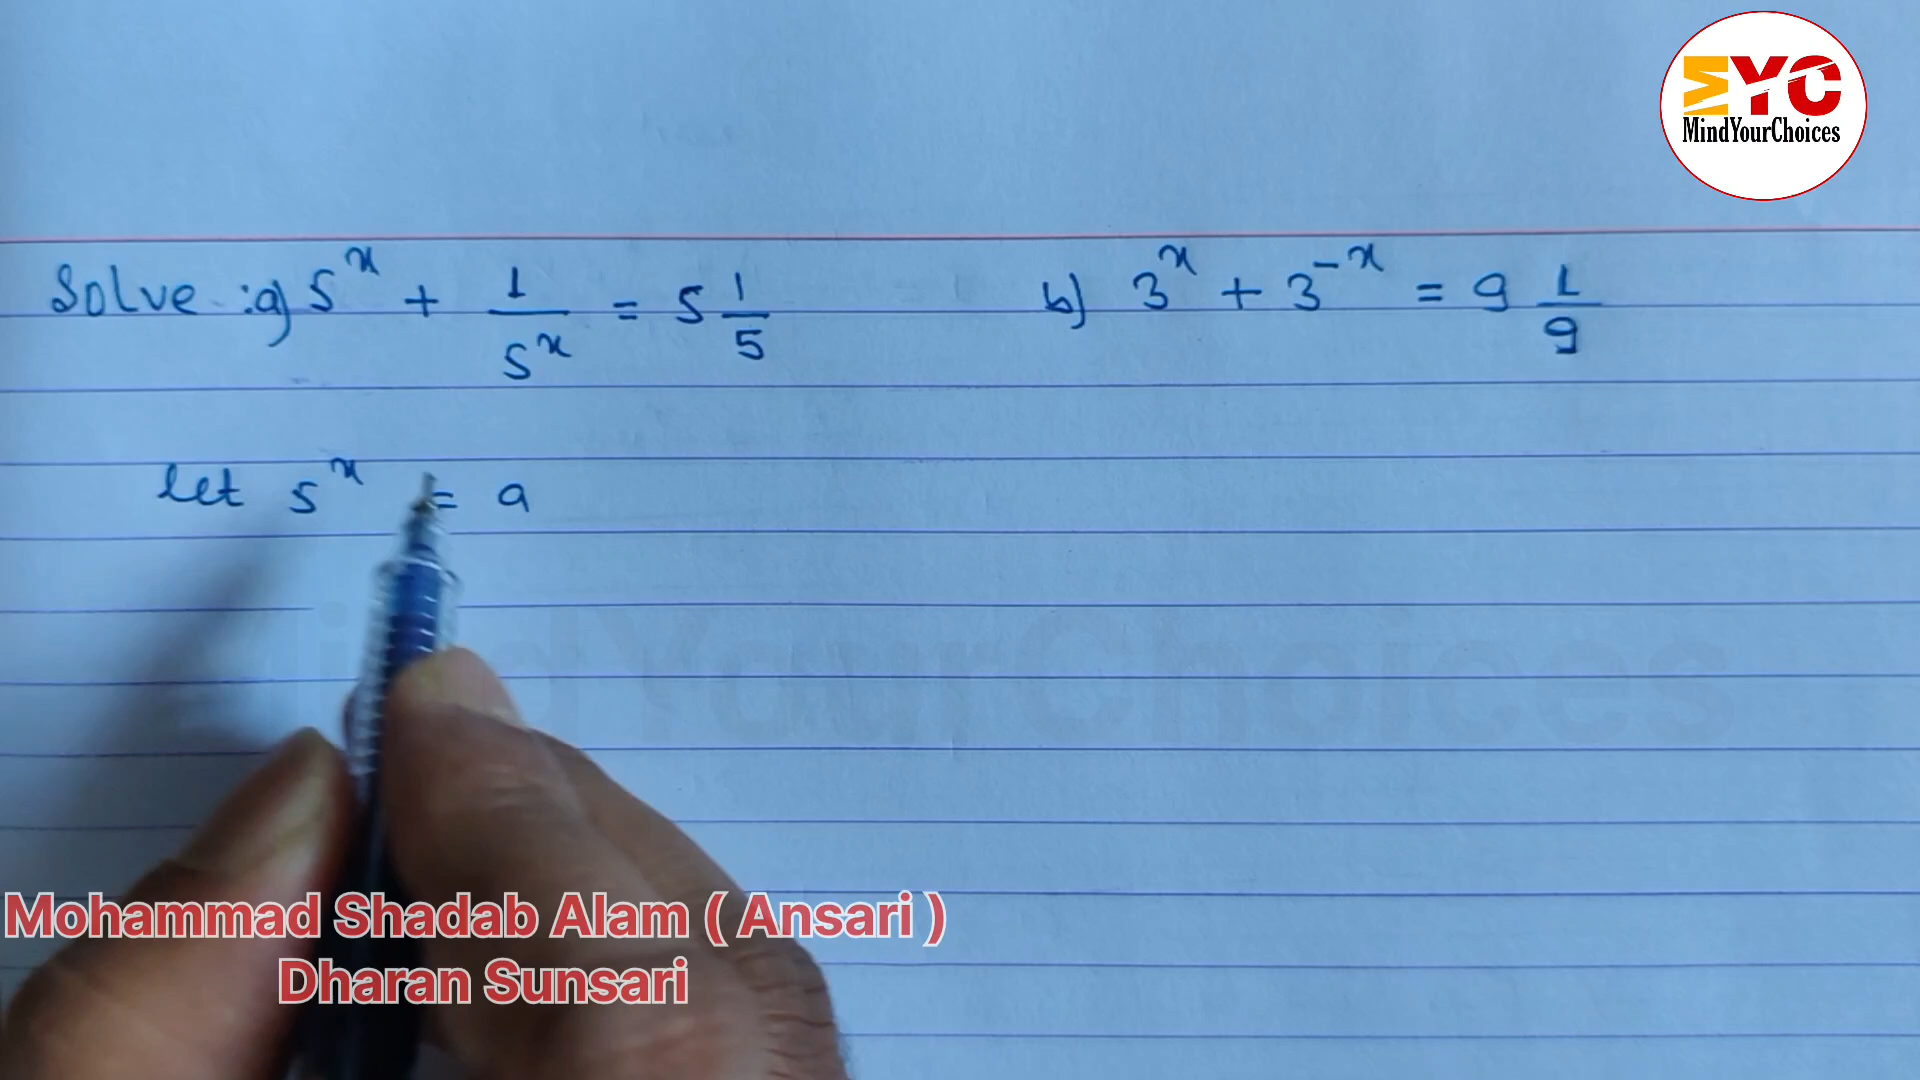 MYC
MindYourChoices
Solve :a) 5^x + 1/5^x = 5 1/5    b) 3^x + 3^-x = 9 1/9
let 5^x = a
MindYourChoices
Mohammad Shadab Alam ( Ansari )
Dharan Sunsari